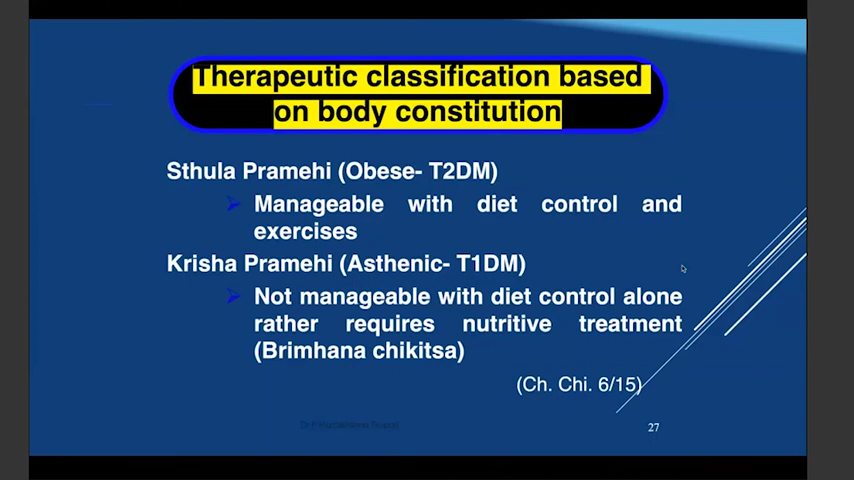 Therapeutic classification based
on body constitution
Sthula Pramehi (Obese- T2DM)
Manageable with diet control and
exercises
Krisha Pramehi (Asthenic- T1DM)
Not manageable with diet control alone
rather requires nutritive treatment
(Brimhana chikitsa)
(Ch. Chi. 6/15)
27